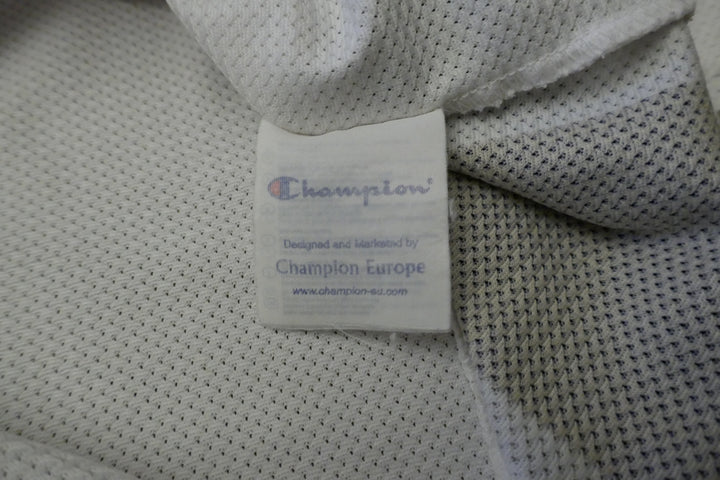 Champion
Designed and Marketed by
Champion Europe
www.champion-eu.com